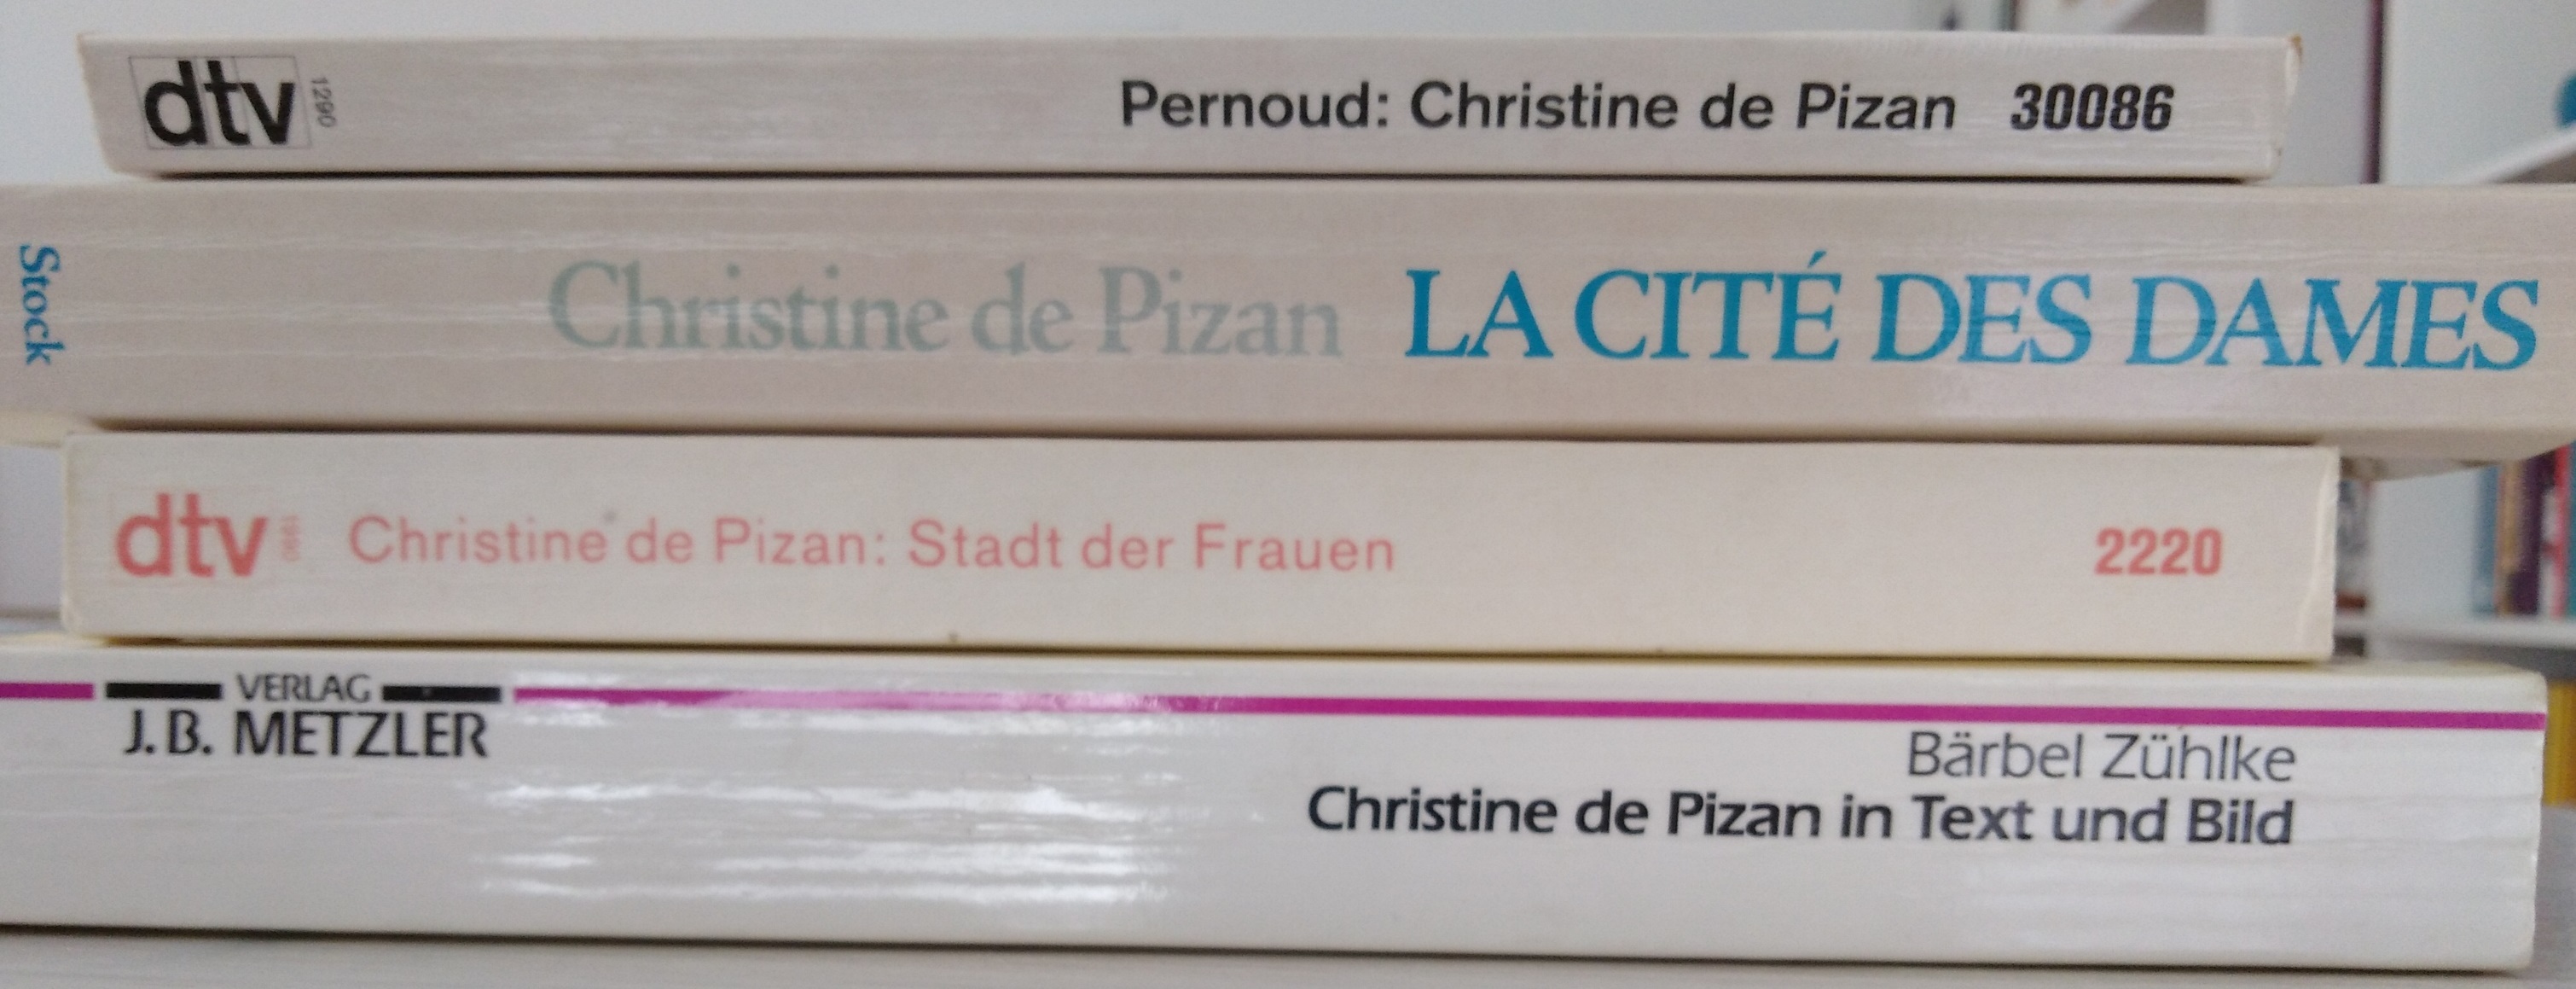 dtv 1290 Pernoud: Christine de Pizan 30086
Stock Christine de Pizan LA CITÉ DES DAMES
dtv 1990 Christine de Pizan: Stadt der Frauen 2220
VERLAG
J.B. METZLER
Bärbel Zühlke
Christine de Pizan in Text und Bild